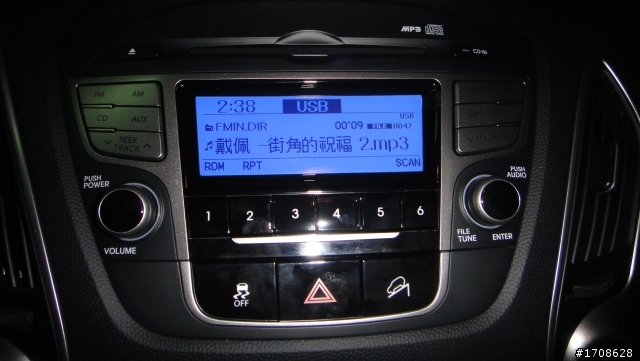 MP3
CD-IN
2:38 USB
USB
FMIN.DIR 00'09 FILE 0047
戴佩 -街角的祝福 2.mp3
RDM RPT SCAN
FM AM
CD AUX
SEEK
TRACK
PUSH
POWER
VOLUME
PUSH
AUDIO
FILE
TUNE
ENTER
1 2 3 4 5 6
OFF
#1708628